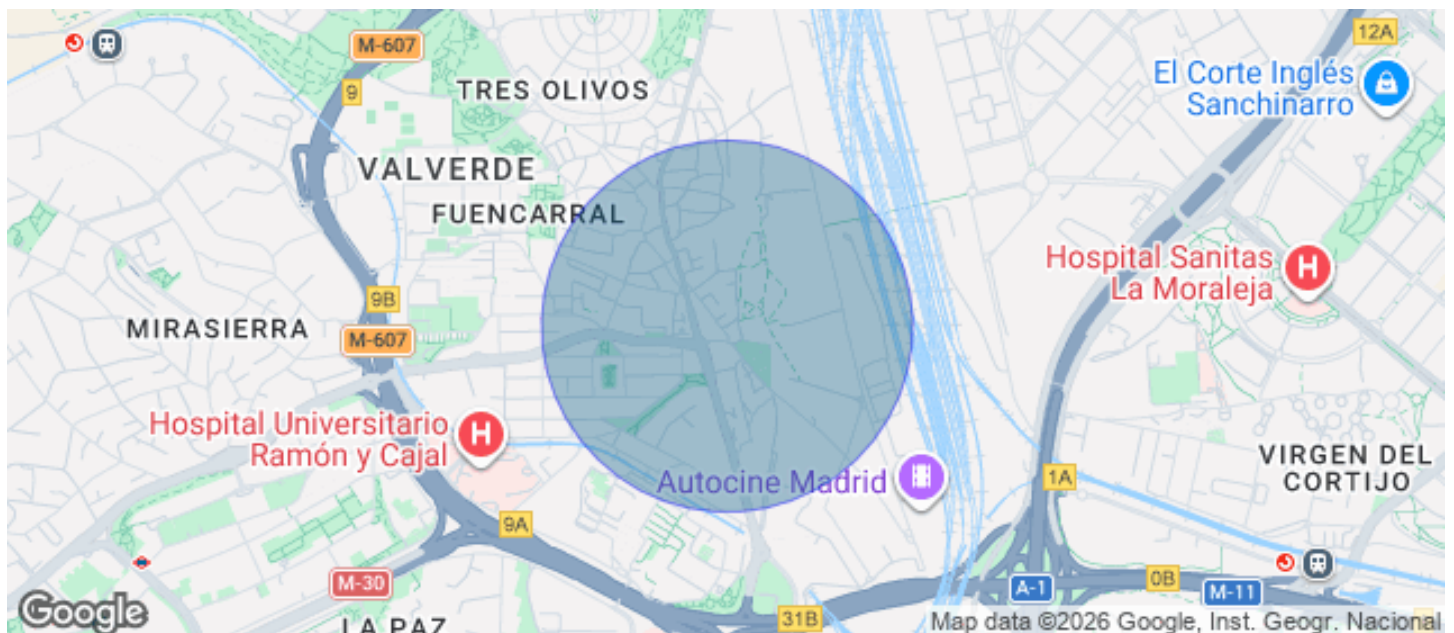 M-607
12A
El Corte Inglés
Sanchinarro
9
TRES OLIVOS
VALVERDE
FUENCARRAL
Hospital Sanitas
La Moraleja
9B
MIRASIERRA
M-607
Hospital Universitario
Ramón y Cajal
Autocine Madrid
1A
VIRGEN DEL
CORTIJO
9A
M-30
A-1
0B
M-11
31B
LA PAZ
Google
Map data ©2026 Google, Inst. Geogr. Nacional